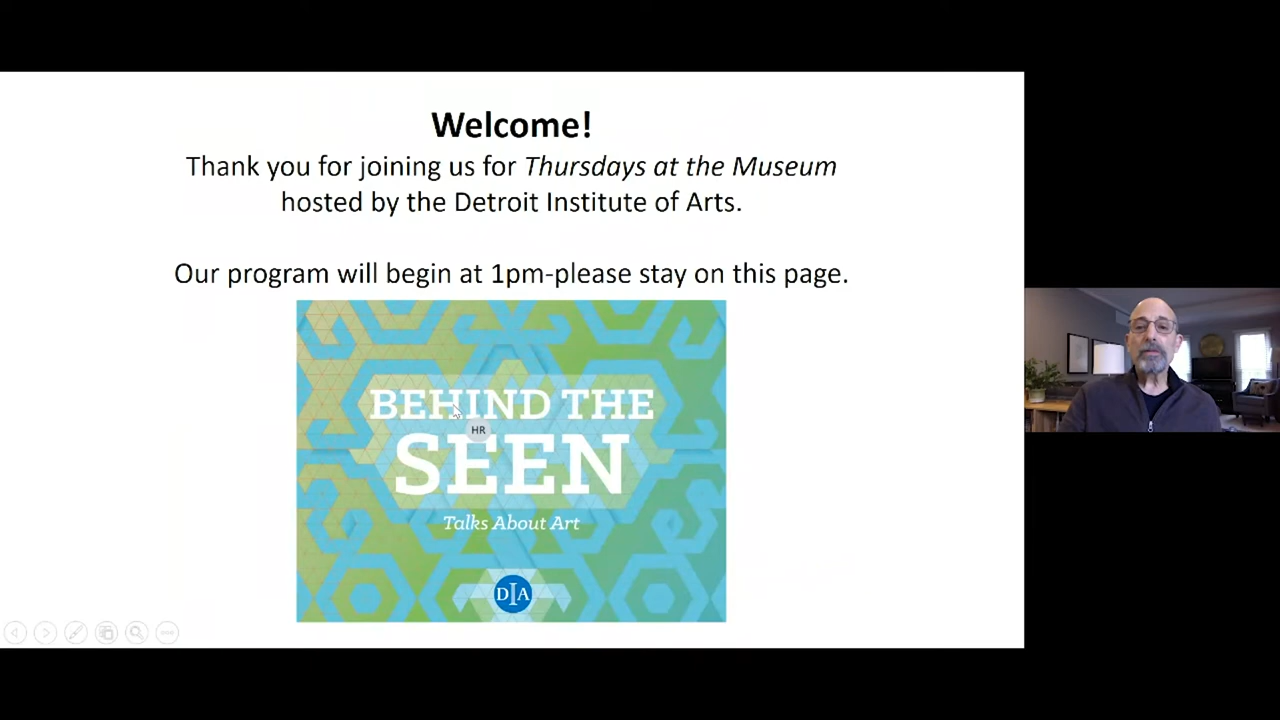 Welcome!
Thank you for joining us for Thursdays at the Museum
hosted by the Detroit Institute of Arts.
Our program will begin at 1pm-please stay on this page.
BEHIND THE
HR
SEEN
Talks About Art
DIA